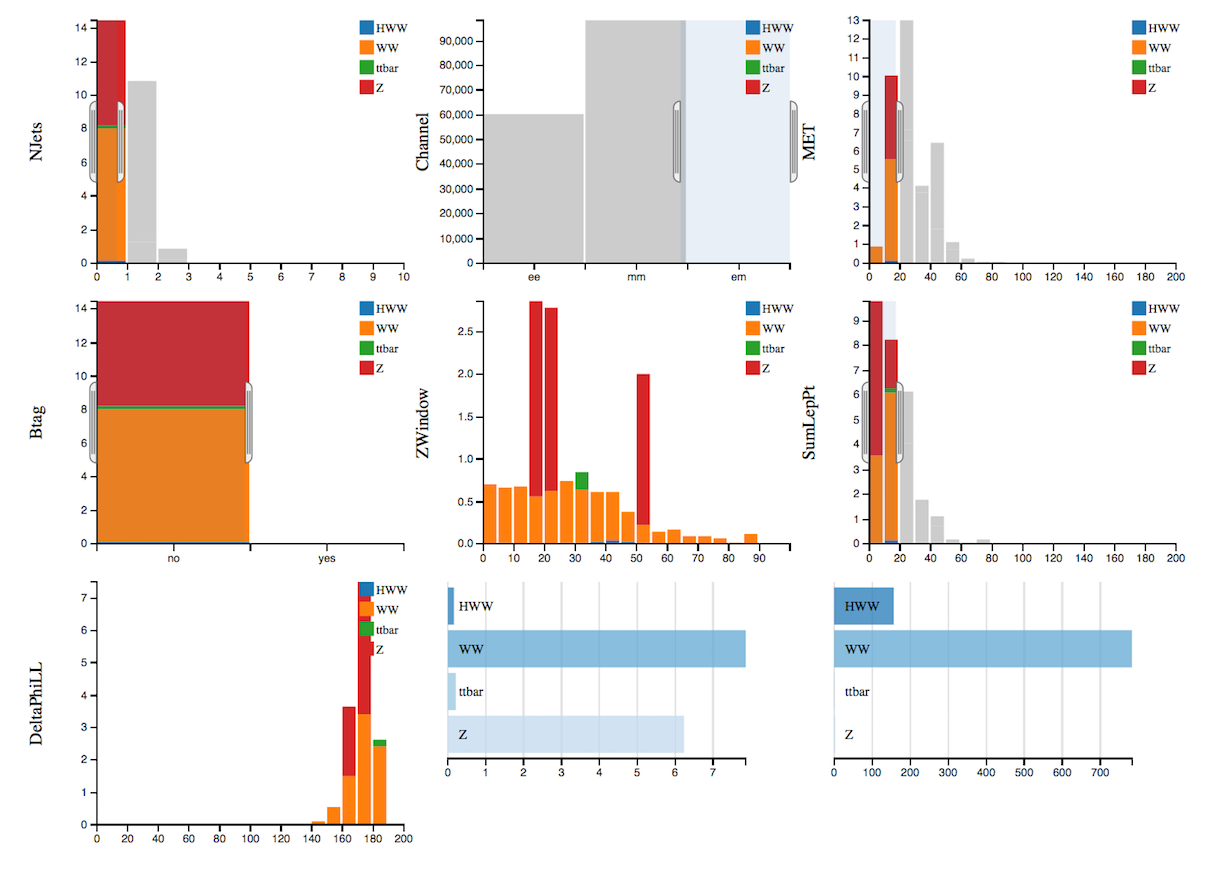 NJets
14
12
10
8
6
4
2
0
0 1 2 3 4 5 6 7 8 9 10
HWW
WW
ttbar
Z
Channel
90,000
80,000
70,000
60,000
50,000
40,000
30,000
20,000
10,000
0
ee mm em
HWW
WW
ttbar
Z
MET
13
12
11
10
9
8
7
6
5
4
3
2
1
0
0 20 40 60 80 100 120 140 160 180 200
HWW
WW
ttbar
Z
Btag
14
12
10
8
6
4
2
0
no yes
HWW
WW
ttbar
Z
ZWindow
2.5
2.0
1.5
1.0
0.5
0.0
0 10 20 30 40 50 60 70 80 90
HWW
WW
ttbar
Z
SumLepPt
9
8
7
6
5
4
3
2
1
0
0 20 40 60 80 100 120 140 160 180 200
HWW
WW
ttbar
Z
DeltaPhiLL
7
6
5
4
3
2
1
0
0 20 40 60 80 100 120 140 160 180 200
HWW
WW
ttbar
Z
HWW
WW
ttbar
Z
0 1 2 3 4 5 6 7
HWW
WW
ttbar
Z
0 100 200 300 400 500 600 700